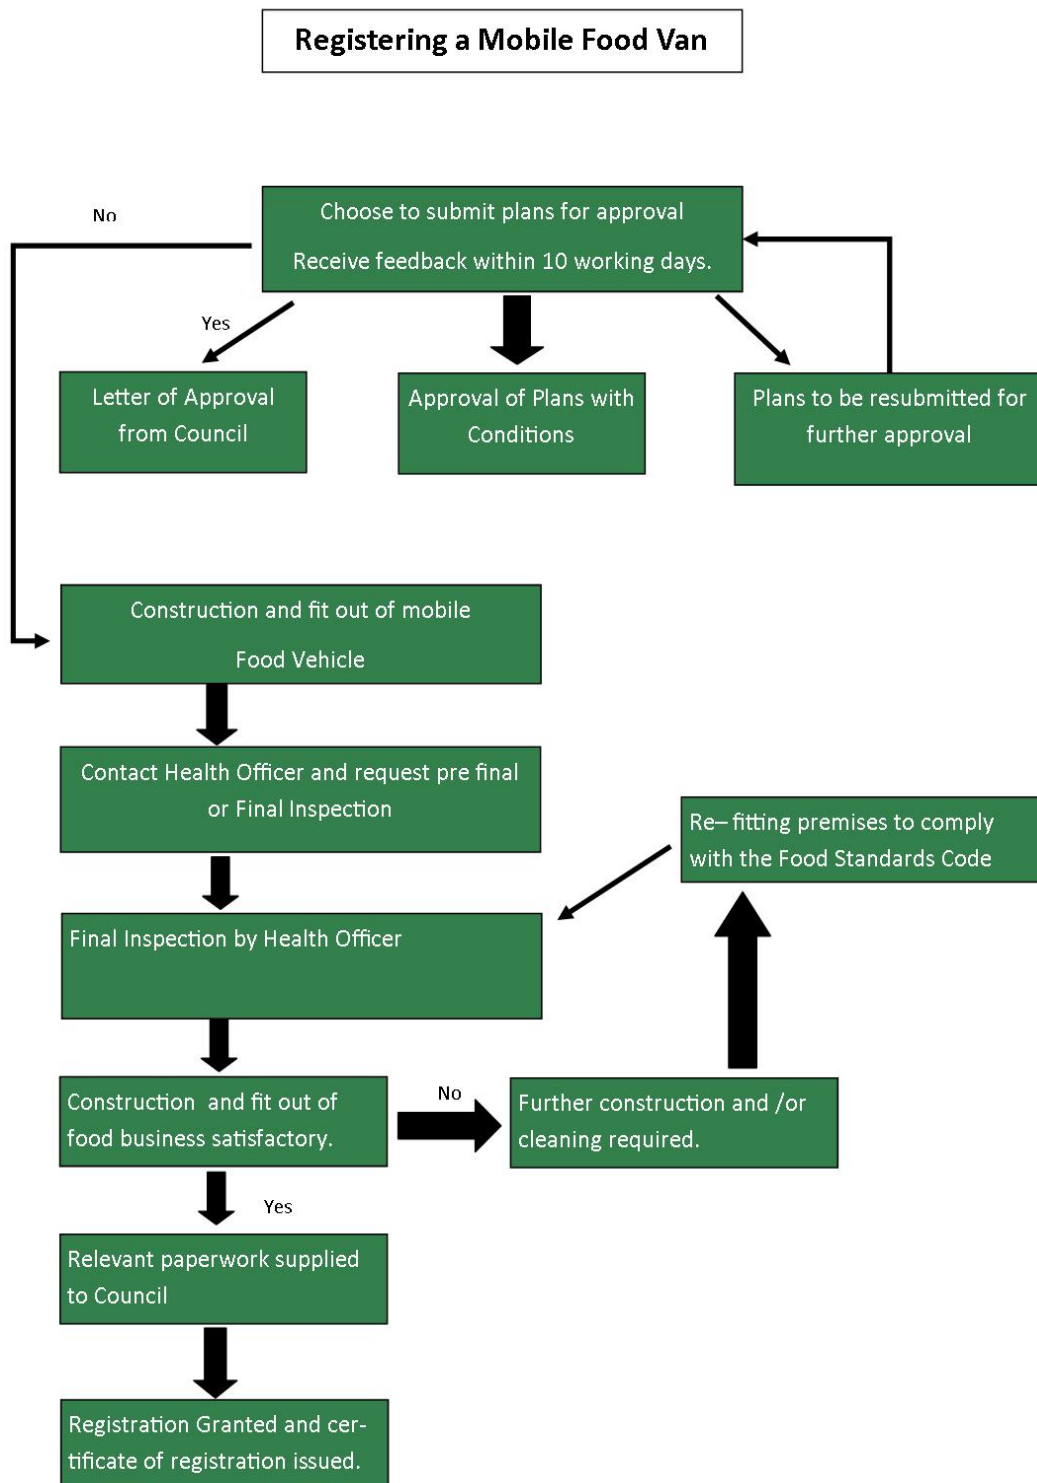 Registering a Mobile Food Van
No
Choose to submit plans for approval
Receive feedback within 10 working days.
Yes
Letter of Approval
from Council
Approval of Plans with
Conditions
Plans to be resubmitted for
further approval
Construction and fit out of mobile
Food Vehicle
Contact Health Officer and request pre final
or Final Inspection
Re– fitting premises to comply
with the Food Standards Code
Final Inspection by Health Officer
Construction  and fit out of
food business satisfactory.
No
Further construction and /or
cleaning required.
Yes
Relevant paperwork supplied
to Council
Registration Granted and cer-
tificate of registration issued.